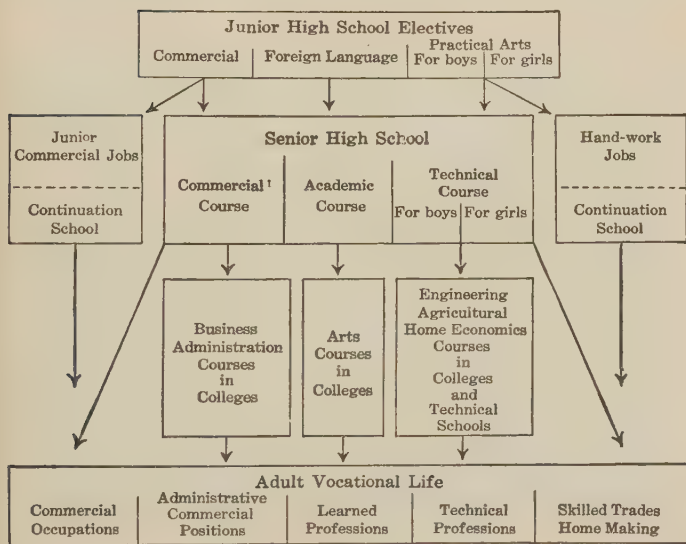 Junior High School Electives
Commercial
Foreign Language
Practical Arts
For boys
For girls
Junior
Commercial Jobs
Continuation
School
Senior High School
Commercial¹
Course
Academic
Course
Technical
Course
For boys
For girls
Hand-work
Jobs
Continuation
School
Business
Administration
Courses
in
Colleges
Arts
Courses
in
Colleges
Engineering
Agricultural
Home Economics
Courses
in
Colleges
and
Technical
Schools
Adult Vocational Life
Commercial
Occupations
Administrative
Commercial
Positions
Learned
Professions
Technical
Professions
Skilled Trades
Home Making